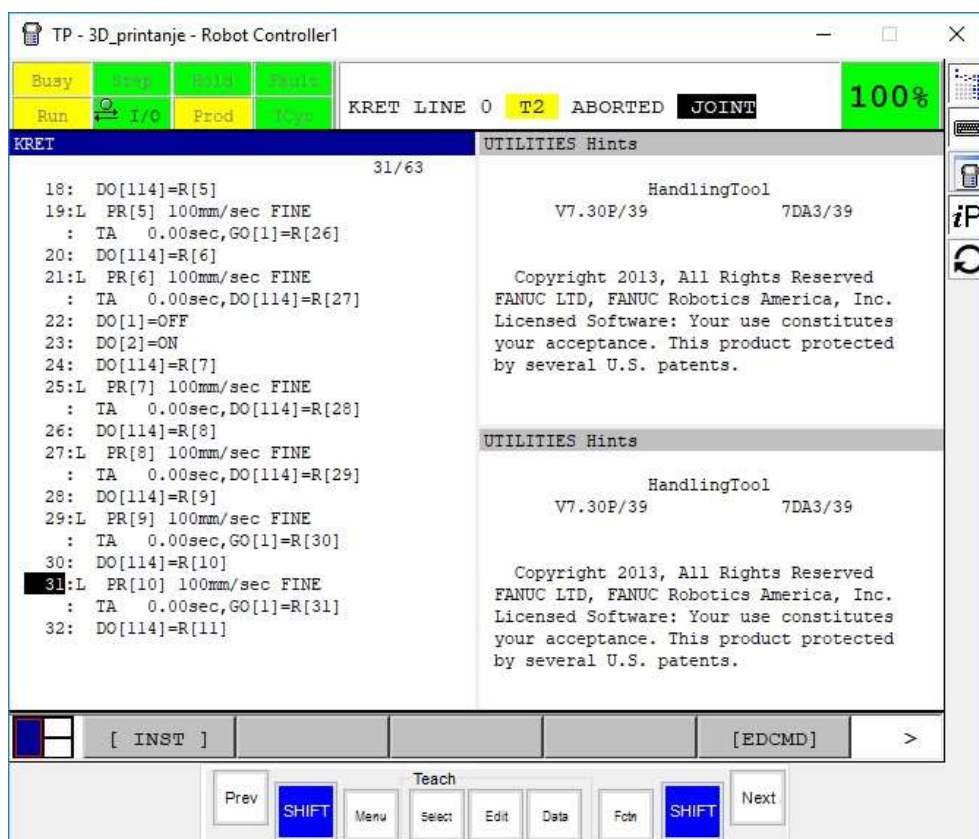 TP - 3D_printanje - Robot Controller1
Busy Step Hold Fault
Run I/O Prod TCyc
KRET LINE 0 T2 ABORTED JOINT
100%
KRET
31/63
18: DO[114]=R[5]
19:L PR[5] 100mm/sec FINE
: TA 0.00sec,GO[1]=R[26]
20: DO[114]=R[6]
21:L PR[6] 100mm/sec FINE
: TA 0.00sec,DO[114]=R[27]
22: DO[1]=OFF
23: DO[2]=ON
24: DO[114]=R[7]
25:L PR[7] 100mm/sec FINE
: TA 0.00sec,DO[114]=R[28]
26: DO[114]=R[8]
27:L PR[8] 100mm/sec FINE
: TA 0.00sec,DO[114]=R[29]
28: DO[114]=R[9]
29:L PR[9] 100mm/sec FINE
: TA 0.00sec,GO[1]=R[30]
30: DO[114]=R[10]
31:L PR[10] 100mm/sec FINE
: TA 0.00sec,GO[1]=R[31]
32: DO[114]=R[11]
UTILITIES Hints
HandlingTool
V7.30P/39 7DA3/39
Copyright 2013, All Rights Reserved
FANUC LTD, FANUC Robotics America, Inc.
Licensed Software: Your use constitutes
your acceptance. This product protected
by several U.S. patents.
UTILITIES Hints
HandlingTool
V7.30P/39 7DA3/39
Copyright 2013, All Rights Reserved
FANUC LTD, FANUC Robotics America, Inc.
Licensed Software: Your use constitutes
your acceptance. This product protected
by several U.S. patents.
iP
[ INST ] [EDCMD] >
Teach
Prev SHIFT Menu Select Edit Data Fctn SHIFT Next